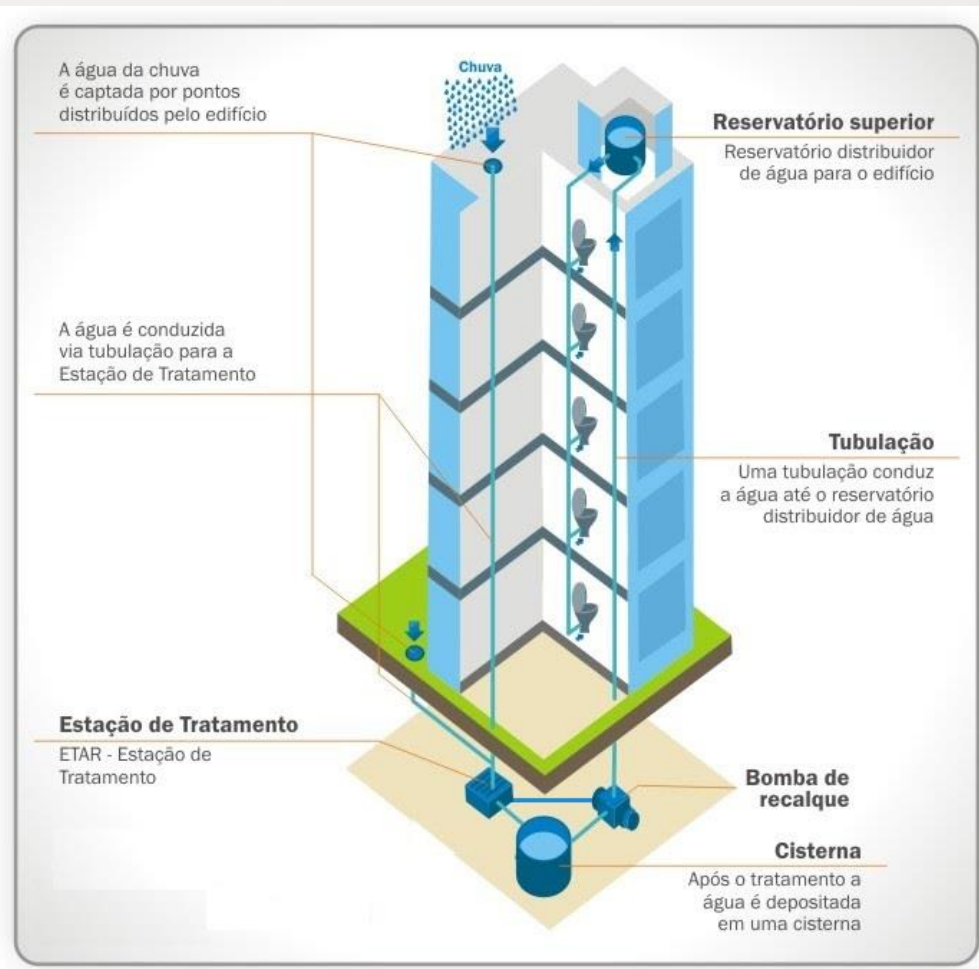 A água da chuva
é captada por pontos
distribuídos pelo edifício
Chuva
Reservatório superior
Reservatório distribuidor
de água para o edifício
A água é conduzida
via tubulação para a
Estação de Tratamento
Tubulação
Uma tubulação conduz
a água até o reservatório
distribuidor de água
Estação de Tratamento
ETAR - Estação de
Tratamento
Bomba de
recalque
Cisterna
Após o tratamento a
água é depositada
em uma cisterna